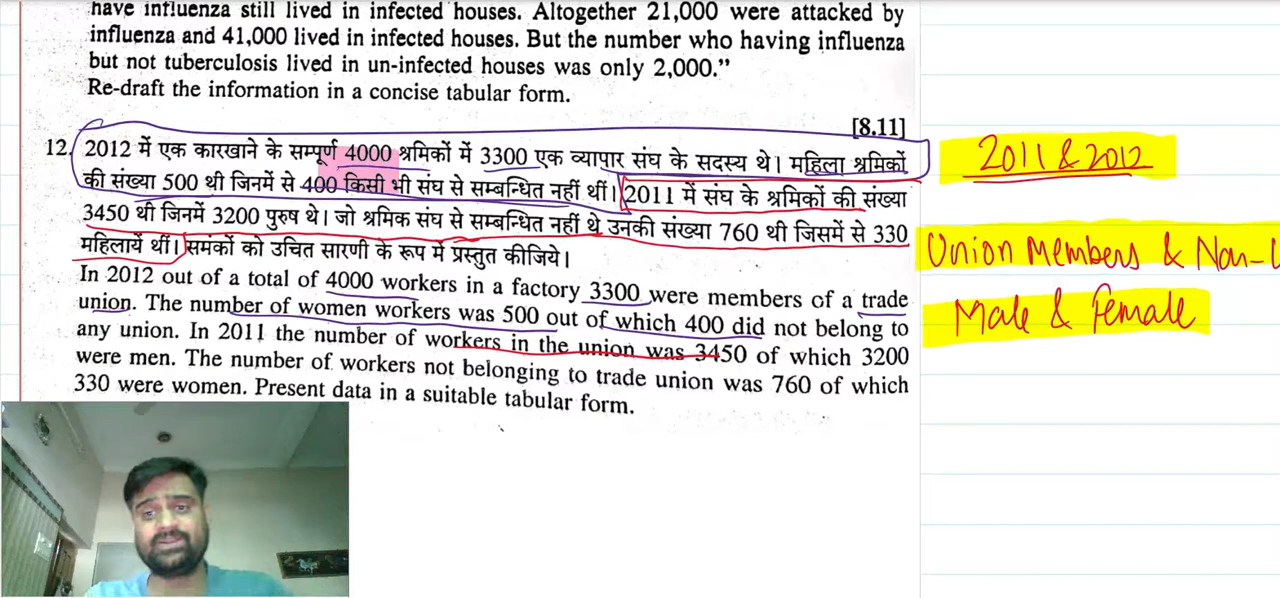 have influenza still lived in infected houses. Altogether 21,000 were attacked by
influenza and 41,000 lived in infected houses. But the number who having influenza
but not tuberculosis lived in un-infected houses was only 2,000.”
Re-draft the information in a concise tabular form.
[8.11]
12. 2012 में एक कारखाने के सम्पूर्ण 4000 श्रमिकों में 3300 एक व्यापार संघ के सदस्य थे। महिला श्रमिकों
की संख्या 500 थी जिनमें से 400 किसी भी संघ से सम्बन्धित नहीं थीं। 2011 में संघ के श्रमिकों की संख्या
3450 थी जिनमें 3200 पुरुष थे। जो श्रमिक संघ से सम्बन्धित नहीं थे उनकी संख्या 760 थी जिसमें से 330
महिलायें थीं। समंकों को उचित सारणी के रूप में प्रस्तुत कीजिये।
In 2012 out of a total of 4000 workers in a factory 3300 were members of a trade
union. The number of women workers was 500 out of which 400 did not belong to
any union. In 2011 the number of workers in the union was 3450 of which 3200
were men. The number of workers not belonging to trade union was 760 of which
330 were women. Present data in a suitable tabular form.
2011 & 2012
Union Members & Non-
Male & Female